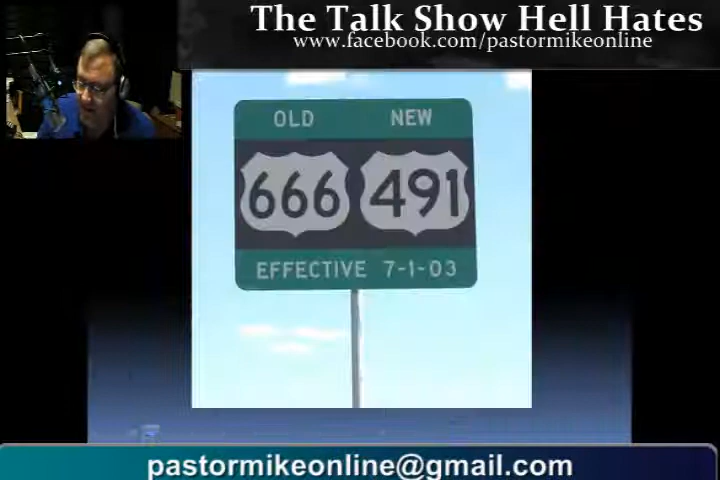 The Talk Show Hell Hates
www.facebook.com/pastormikeonline
OLD NEW
666 491
EFFECTIVE 7-1-03
pastormikeonline@gmail.com